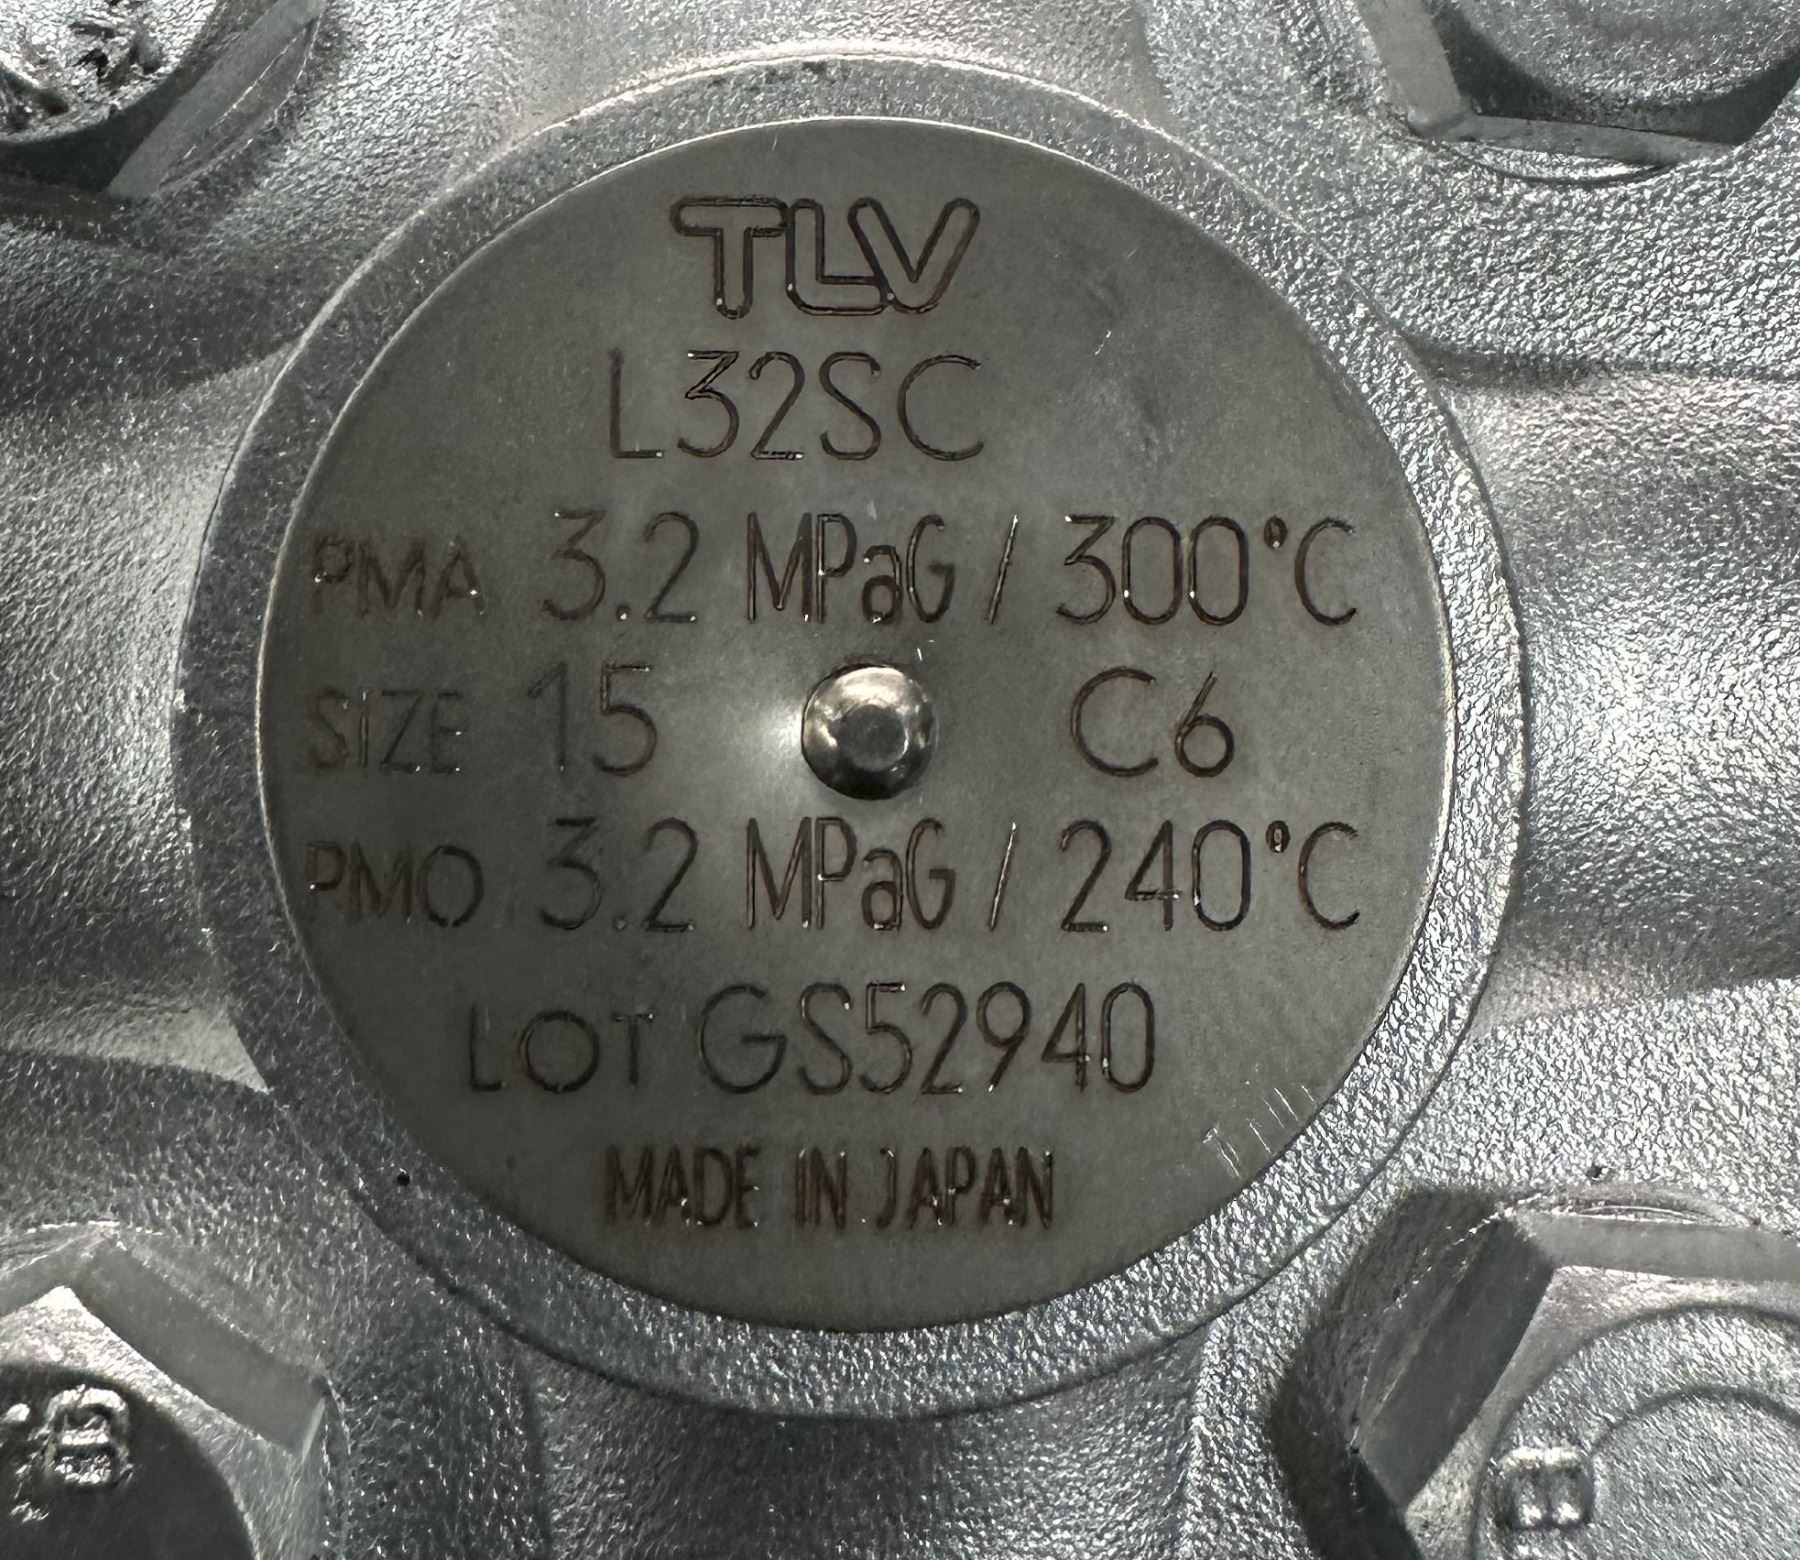 TLV
L32SC
PMA 3.2 MPaG / 300°C
SIZE 15 C6
PMO 3.2 MPaG / 240°C
LOT GS52940
MADE IN JAPAN